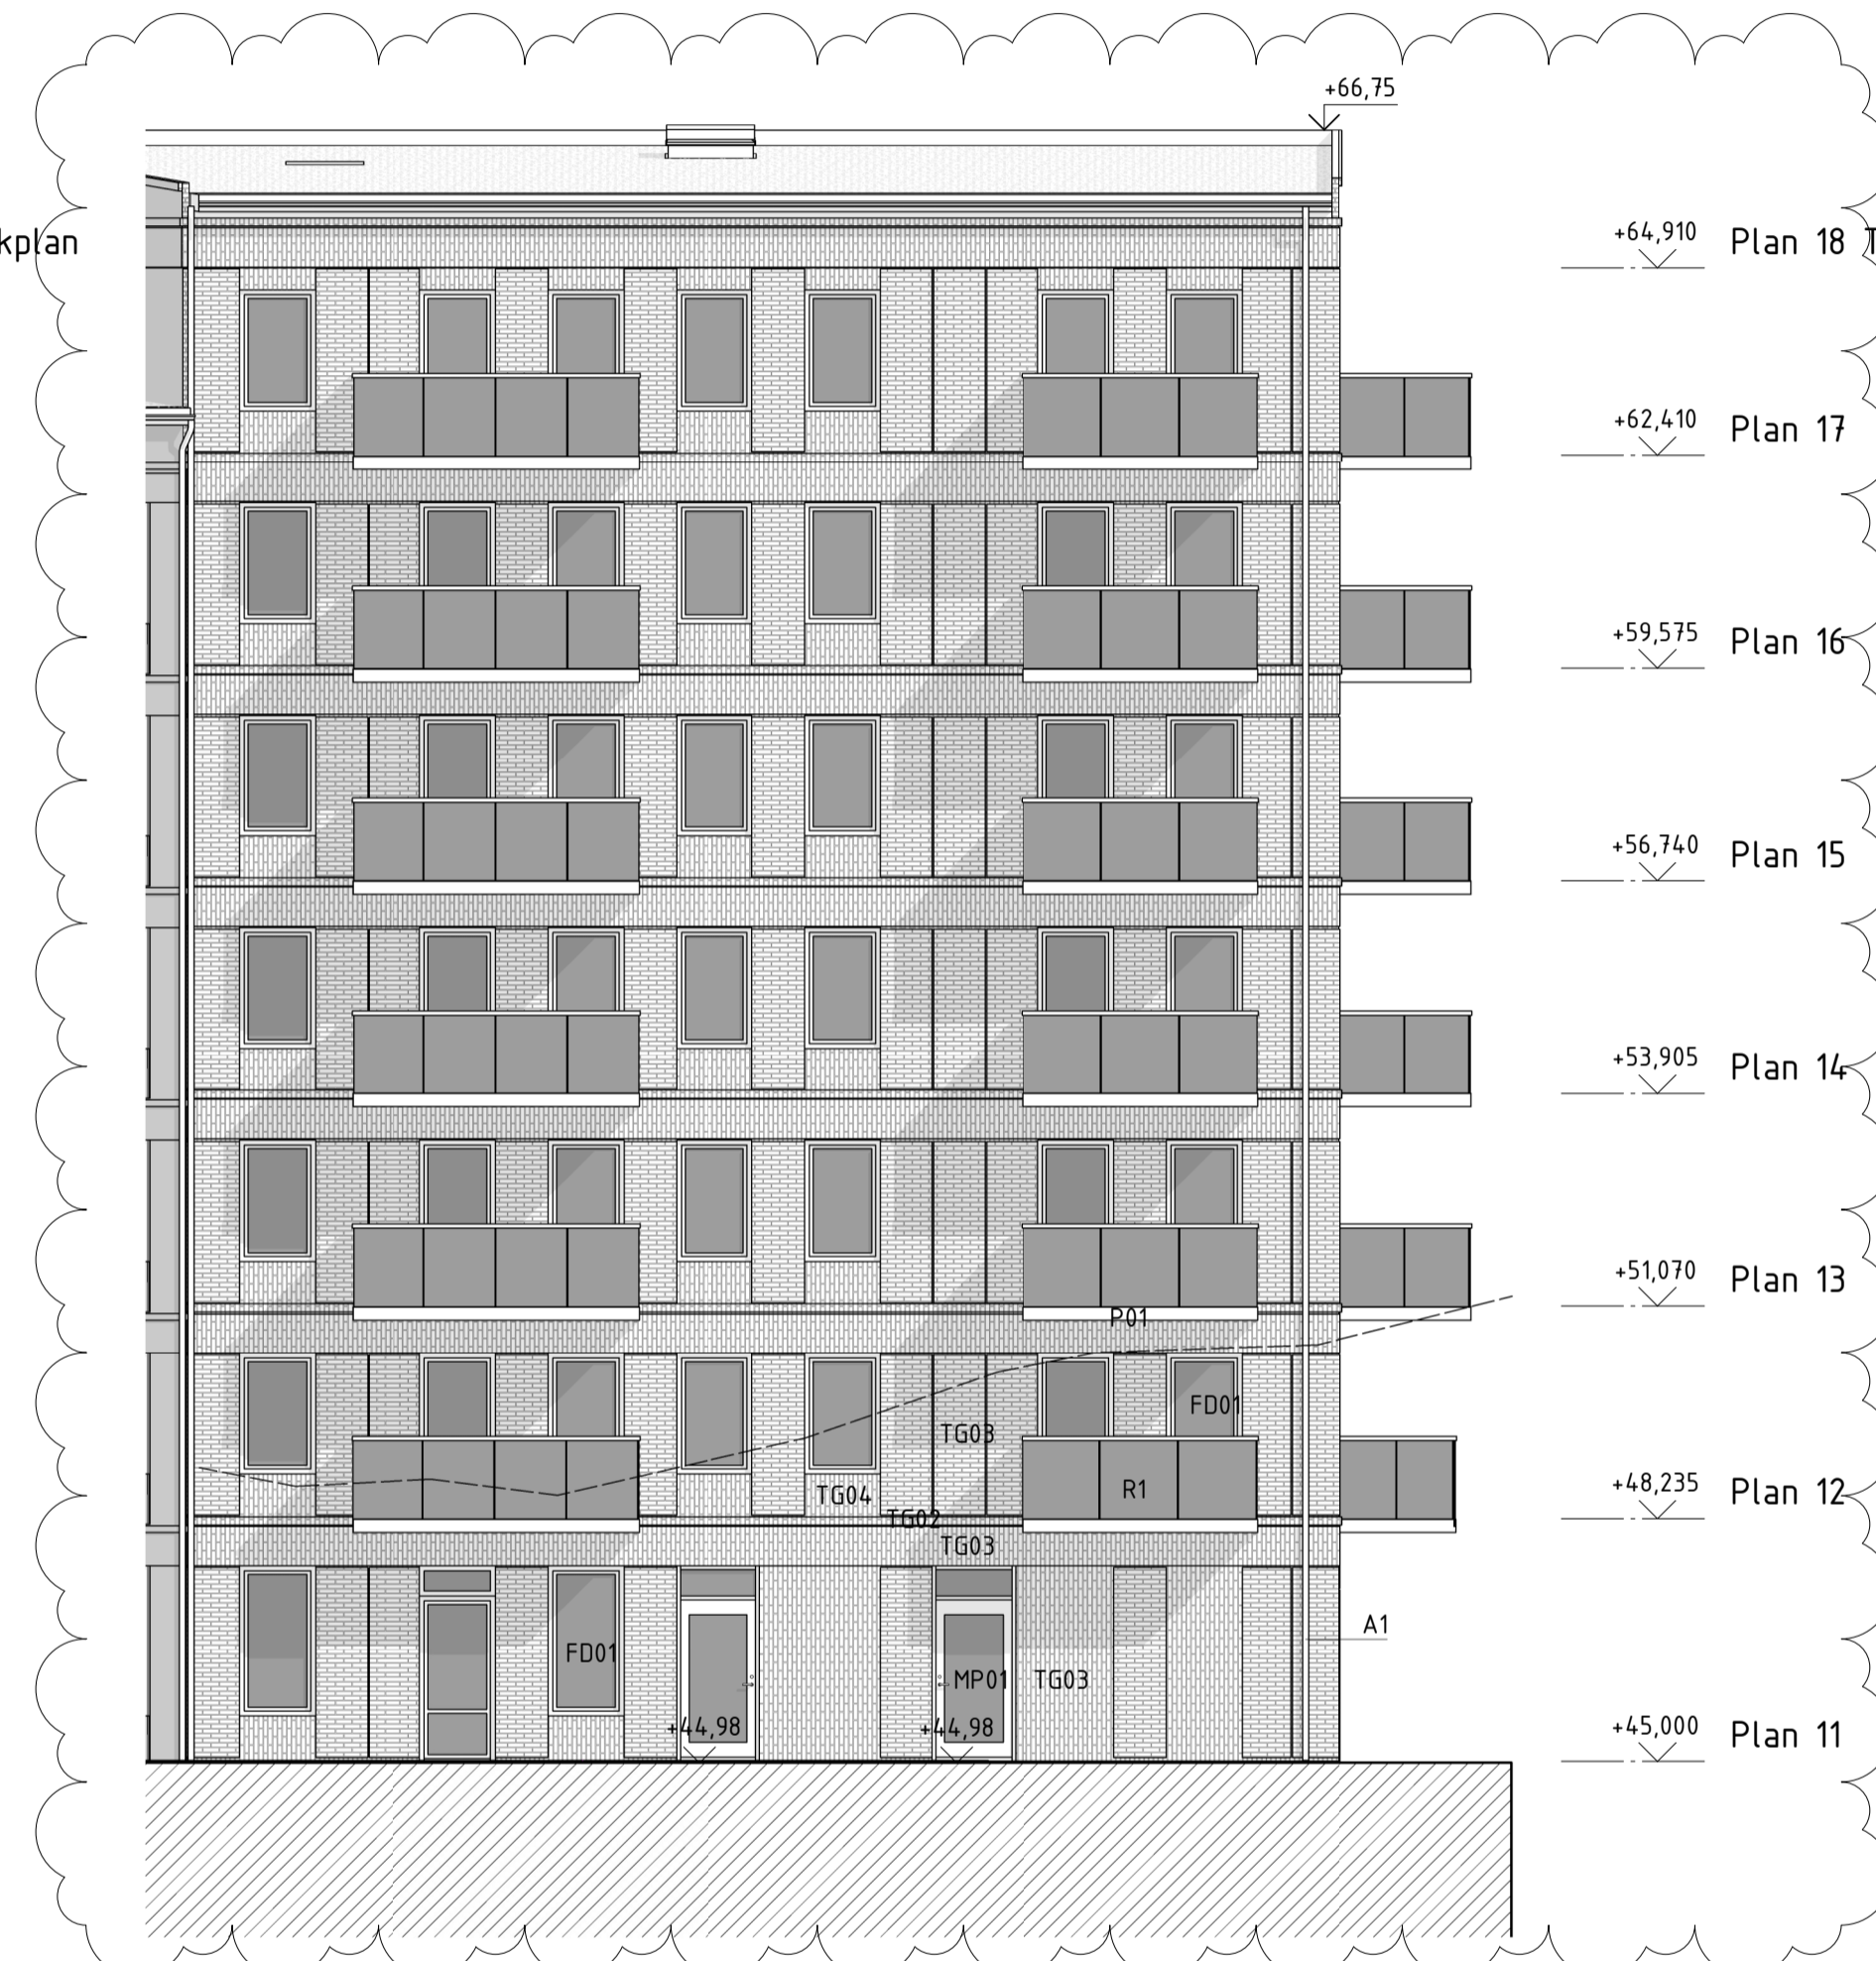 +66,75
kplan
+64,910 Plan 18 T
+62,410 Plan 17
+59,575 Plan 16
+56,740 Plan 15
+53,905 Plan 14
+51,070 Plan 13
P01
FD01
TG03
R1
TG04
+48,235 Plan 12
TG02
TG03
A1
FD01
MP01 TG03
+44,98 +44,98
+45,000 Plan 11